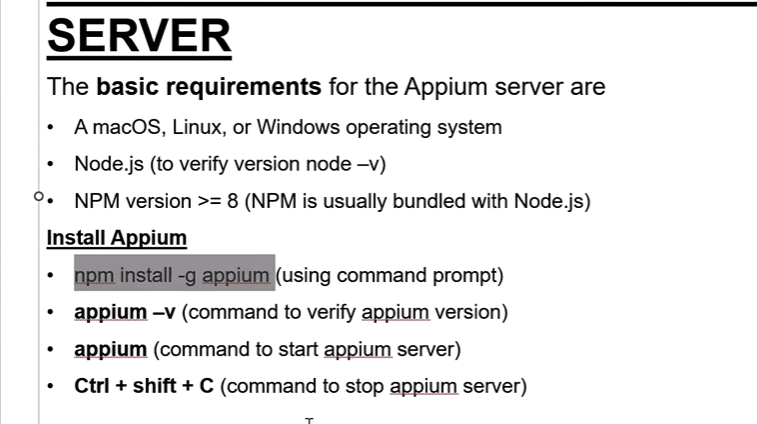 SERVER
The basic requirements for the Appium server are
• A macOS, Linux, or Windows operating system
• Node.js (to verify version node –v)
• NPM version >= 8 (NPM is usually bundled with Node.js)
Install Appium
• npm install -g appium (using command prompt)
• appium –v (command to verify appium version)
• appium (command to start appium server)
• Ctrl + shift + C (command to stop appium server)